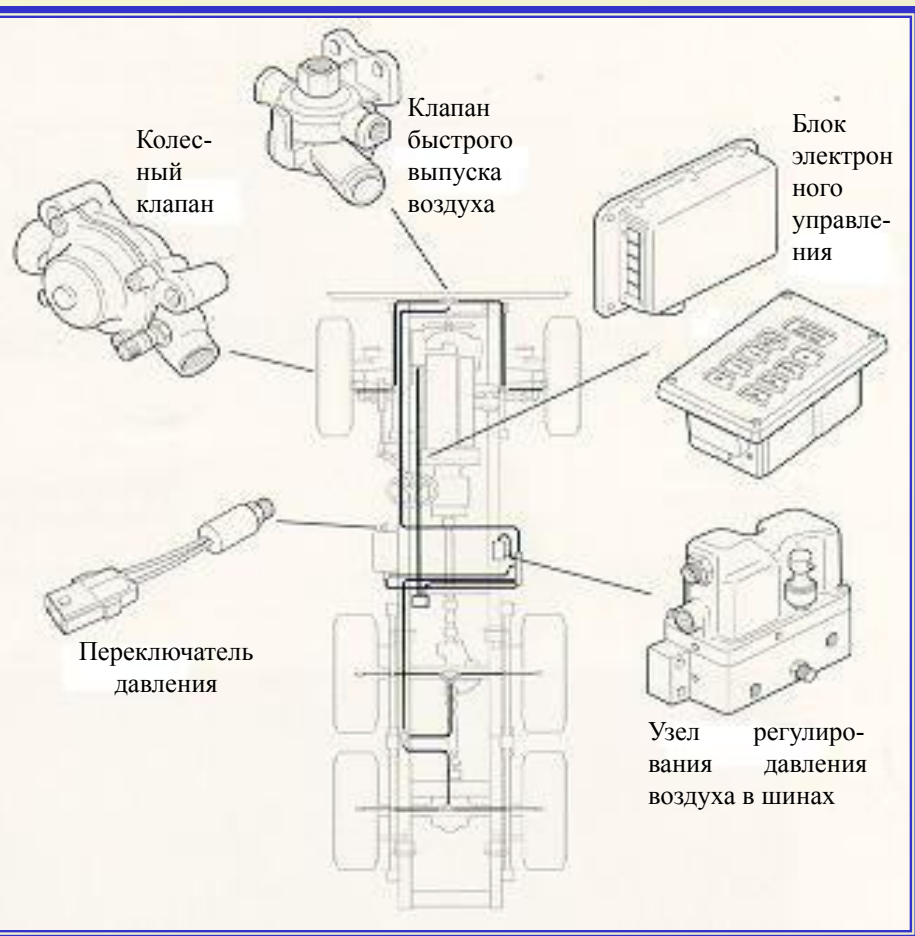 Колес-
ный
клапан
Клапан
быстрого
выпуска
воздуха
Блок
электрон
ного
управле-
ния
Переключатель
давления
Узел регулиро-
вания давления
воздуха в шинах